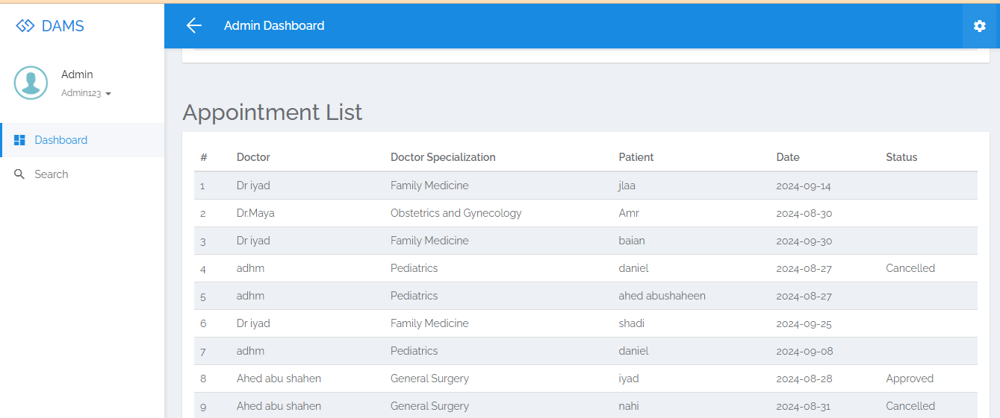 DAMS
Admin Dashboard
Admin
Admin123
Dashboard
Search
Appointment List
# Doctor Doctor Specialization Patient Date Status
1 Dr iyad Family Medicine jlaa 2024-09-14
2 Dr.Maya Obstetrics and Gynecology Amr 2024-08-30
3 Dr iyad Family Medicine baian 2024-09-30
4 adhm Pediatrics daniel 2024-08-27 Cancelled
5 adhm Pediatrics ahed abushaheen 2024-08-27
6 Dr iyad Family Medicine shadi 2024-09-25
7 adhm Pediatrics daniel 2024-09-08
8 Ahed abu shahen General Surgery iyad 2024-08-28 Approved
9 Ahed abu shahen General Surgery nahi 2024-08-31 Cancelled